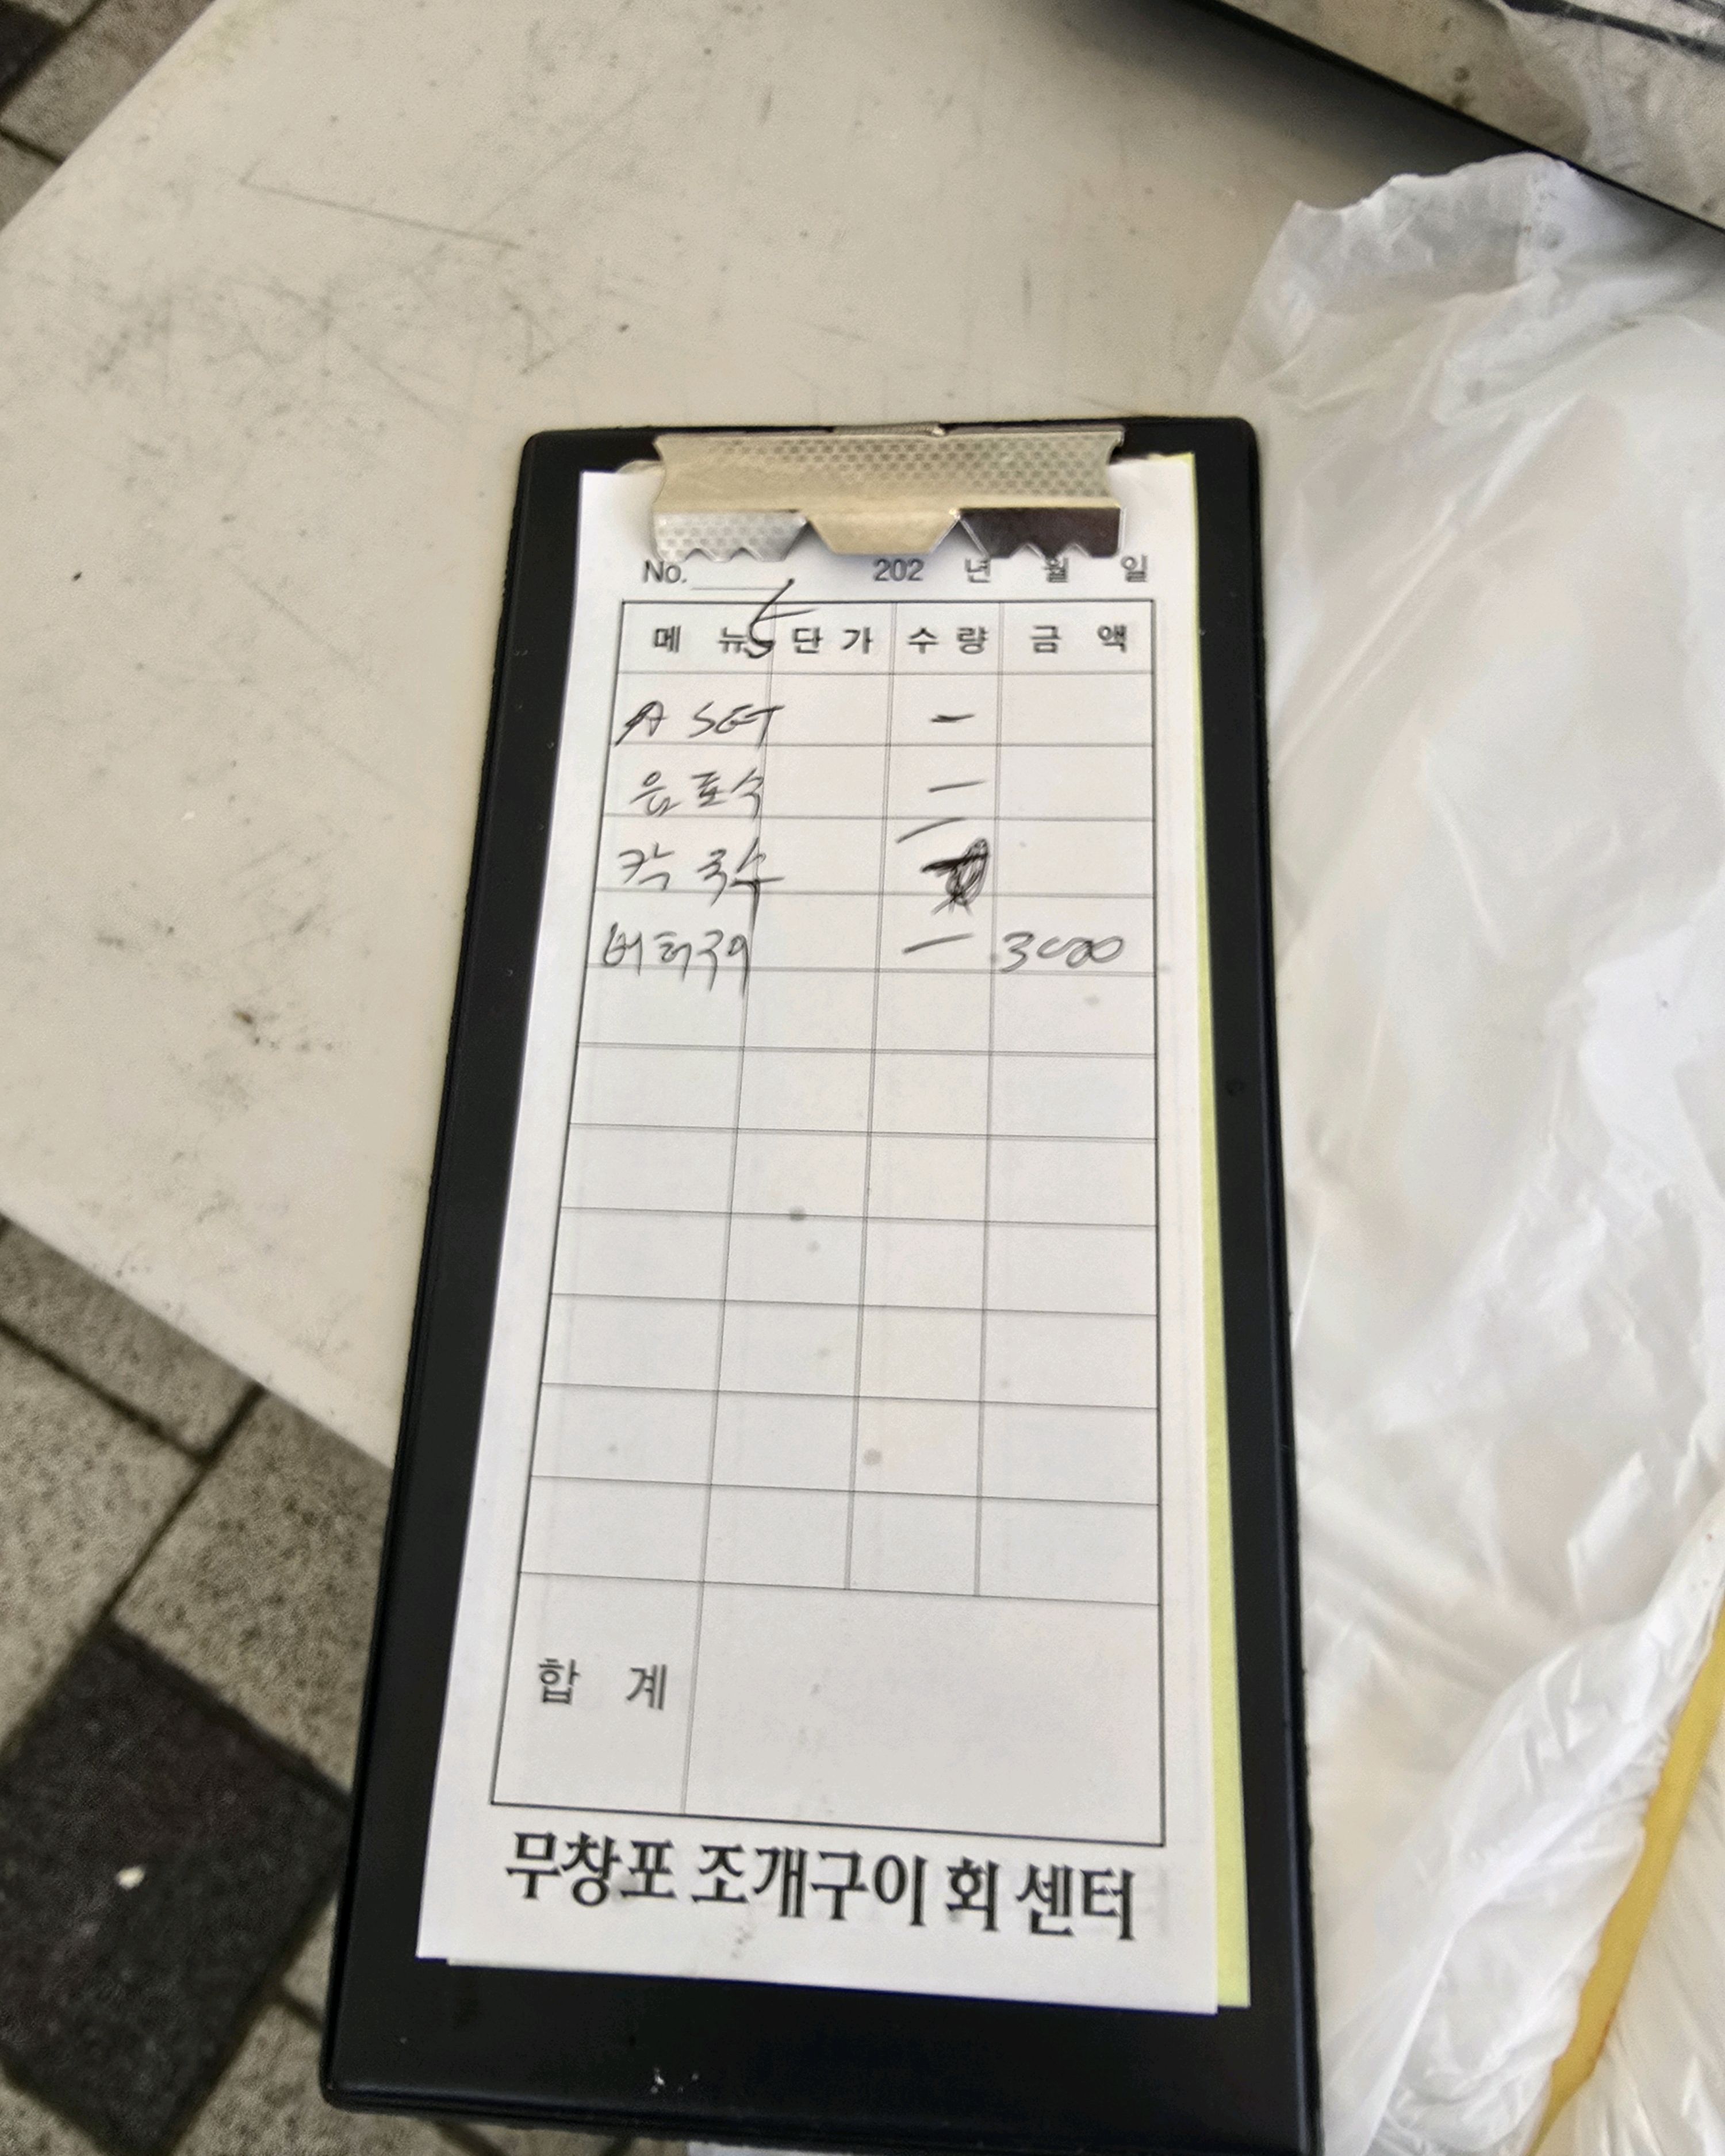 No. 5 202 년 월 일
메 뉴 단 가 수 량 금 액
A SET －
음료수 －
칼국수 －
버터구이 － 3000
합 계
무창포 조개구이 회 센터